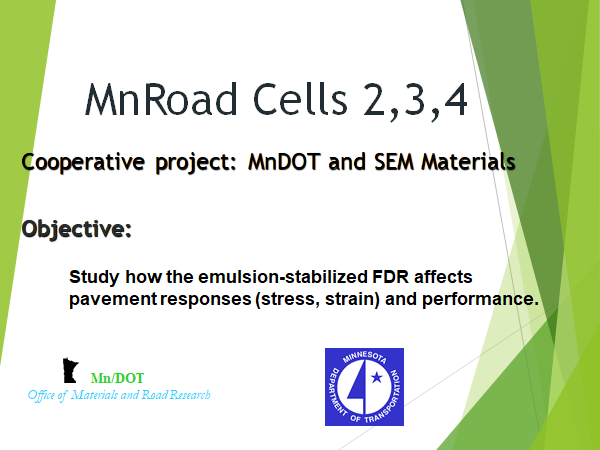 MnRoad Cells 2,3,4
Cooperative project: MnDOT and SEM Materials
Objective:
Study how the emulsion-stabilized FDR affects
pavement responses (stress, strain) and performance.
Mn/DOT
Office of Materials and Road Research
MINNESOTA
DEPARTMENT OF TRANSPORTATION